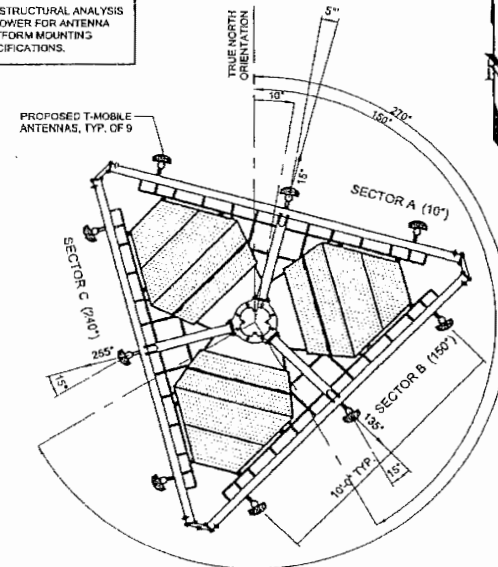 STRUCTURAL ANALYSIS
OWER FOR ANTENNA
TFORM MOUNTING
CIFICATIONS.
5°
TRUE NORTH
ORIENTATION
10°
270°
150°
PROPOSED T-MOBILE
ANTENNAS, TYP. OF 9
15°
SECTOR A (10°)
SECTOR C (240°)
255°
15°
SECTOR B (150°)
135°
15°
10'-0" TYP.